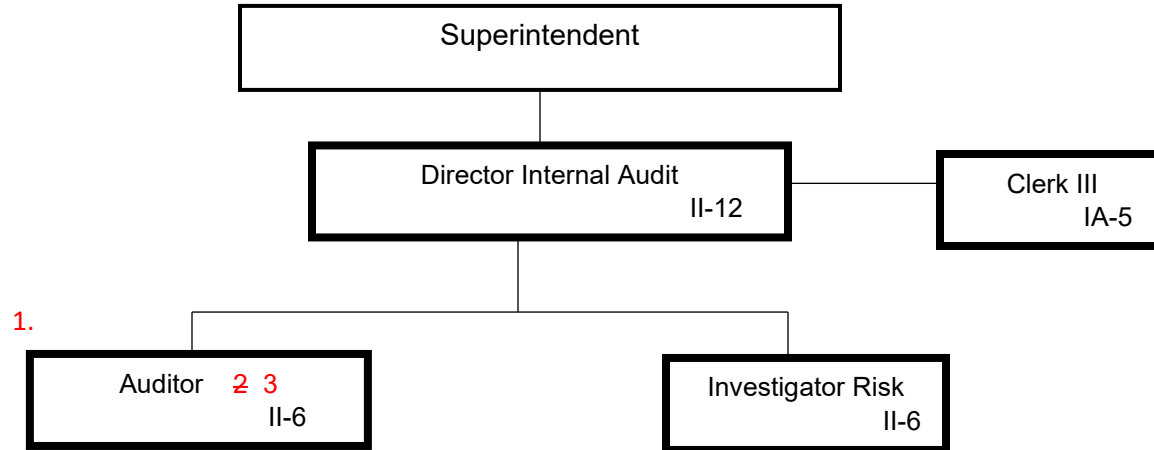 Superintendent
Director Internal Audit
II-12
Clerk III
IA-5
1.
Auditor 2 3
II-6
Investigator Risk
II-6